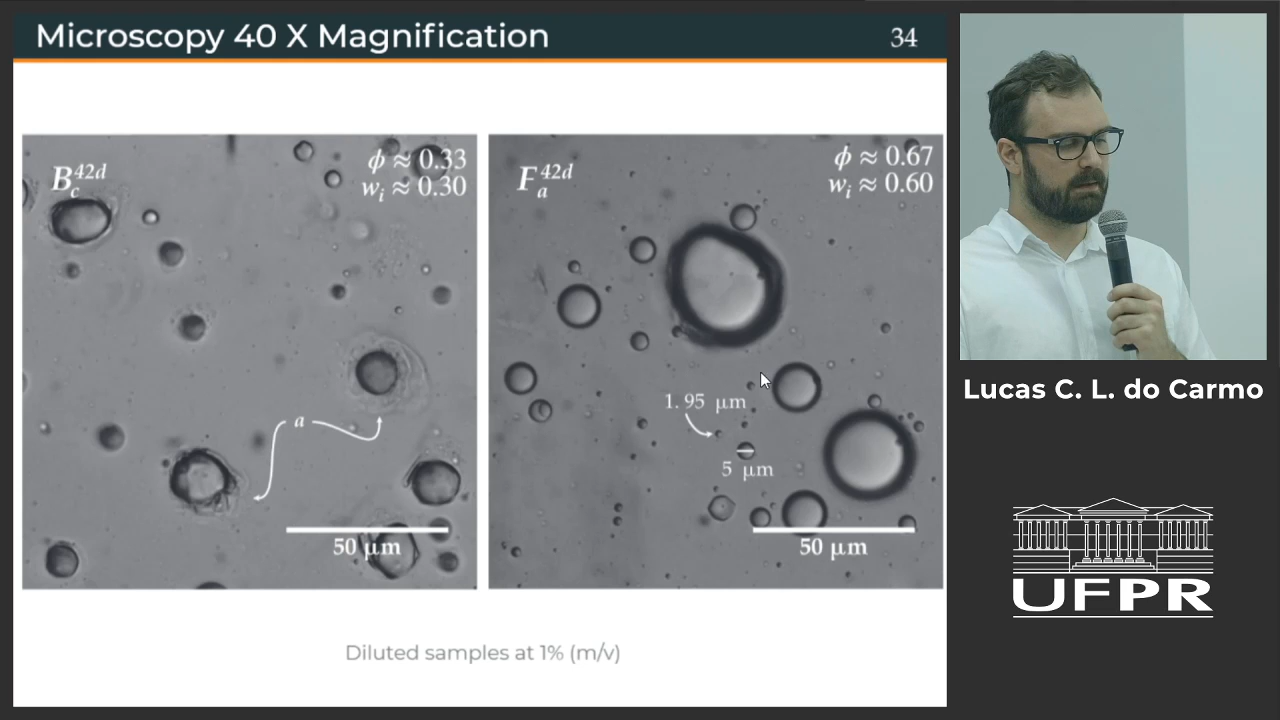 Microscopy 40 X Magnification
34
B_c^{42d}
ϕ ≈ 0.33
w_i ≈ 0.30
a
50 μm
F_a^{42d}
ϕ ≈ 0.67
w_i ≈ 0.60
1. 95 μm
5 μm
50 μm
Diluted samples at 1% (m/v)
Lucas C. L. do Carmo
UFPR